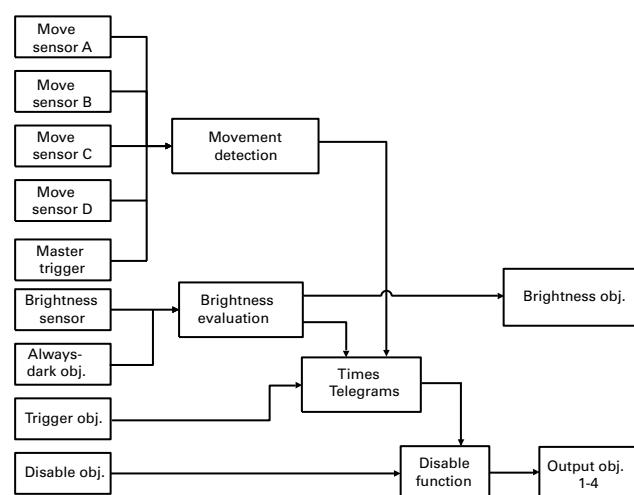 Move
sensor A
Move
sensor B
Move
sensor C
Move
sensor D
Master
trigger
Movement
detection
Brightness
sensor
Brightness
evaluation
Brightness obj.
Always-
dark obj.
Times
Telegrams
Trigger obj.
Disable obj.
Disable
function
Output obj.
1-4